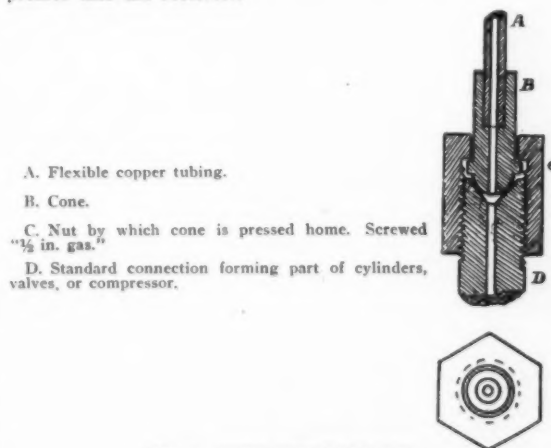 A
B
A. Flexible copper tubing.
B. Cone.
C. Nut by which cone is pressed home. Screwed
"½ in. gas."
D. Standard connection forming part of cylinders,
valves, or compressor.
D